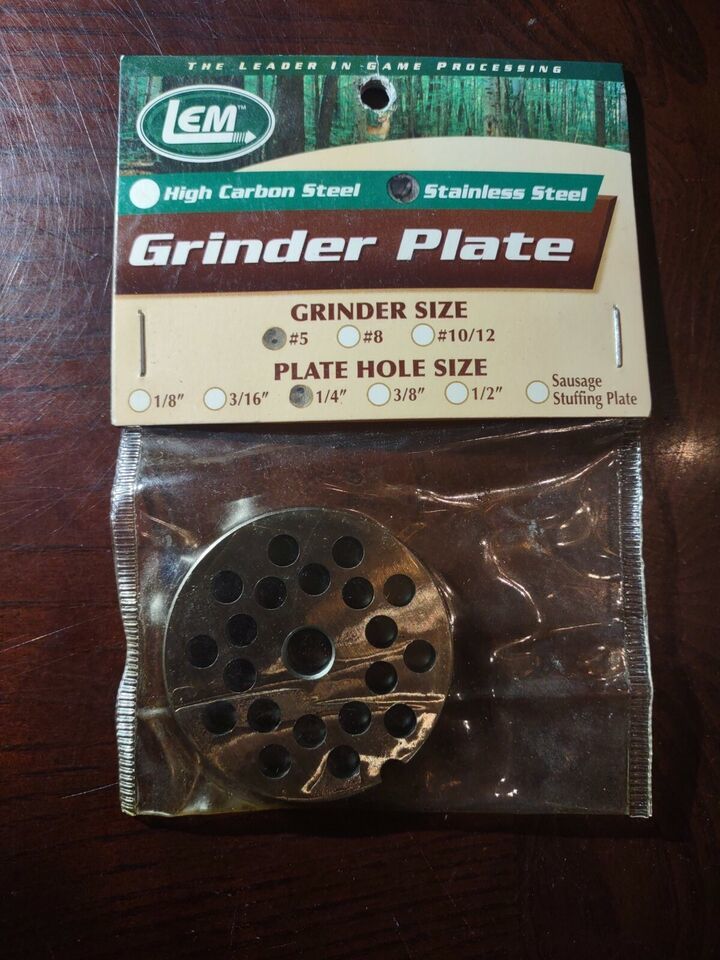 THE LEADER IN GAME PROCESSING
LEM™
High Carbon Steel Stainless Steel
Grinder Plate
GRINDER SIZE
#5 #8 #10/12
PLATE HOLE SIZE
1/8" 3/16" 1/4" 3/8" 1/2" Sausage
Stuffing Plate